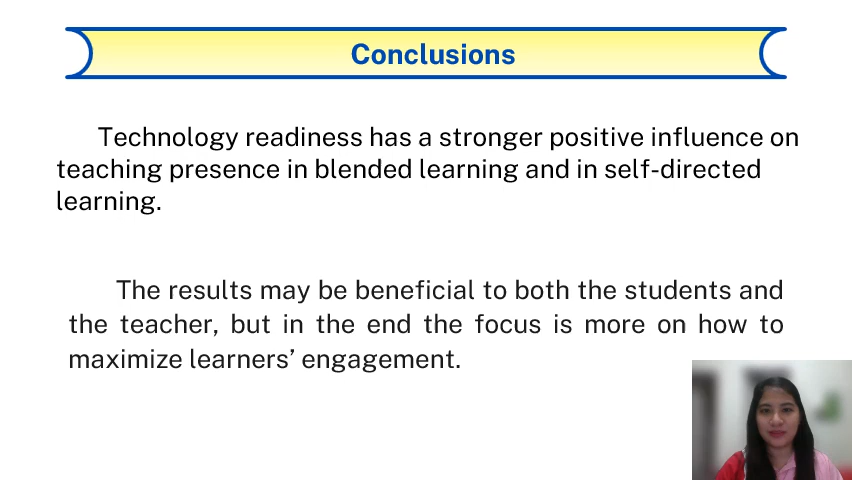 Conclusions
Technology readiness has a stronger positive influence on
teaching presence in blended learning and in self-directed
learning.
The results may be beneficial to both the students and
the teacher, but in the end the focus is more on how to
maximize learners’ engagement.